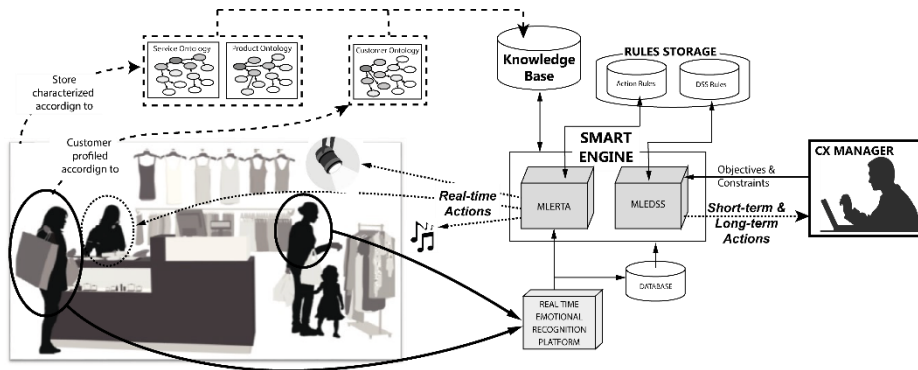 Service Ontology
Product Ontology
Customer Ontology
Knowledge
Base
RULES STORAGE
Action Rules
DSS Rules
Store
characterized
accordign to
Customer
profiled
accordign to
SMART
ENGINE
MLERTA
MLEDSS
Real-time
Actions
Objectives &
Constraints
Short-term &
Long-term
Actions
CX MANAGER
DATABASE
REAL TIME
EMOTIONAL
RECOGNITION
PLATFORM